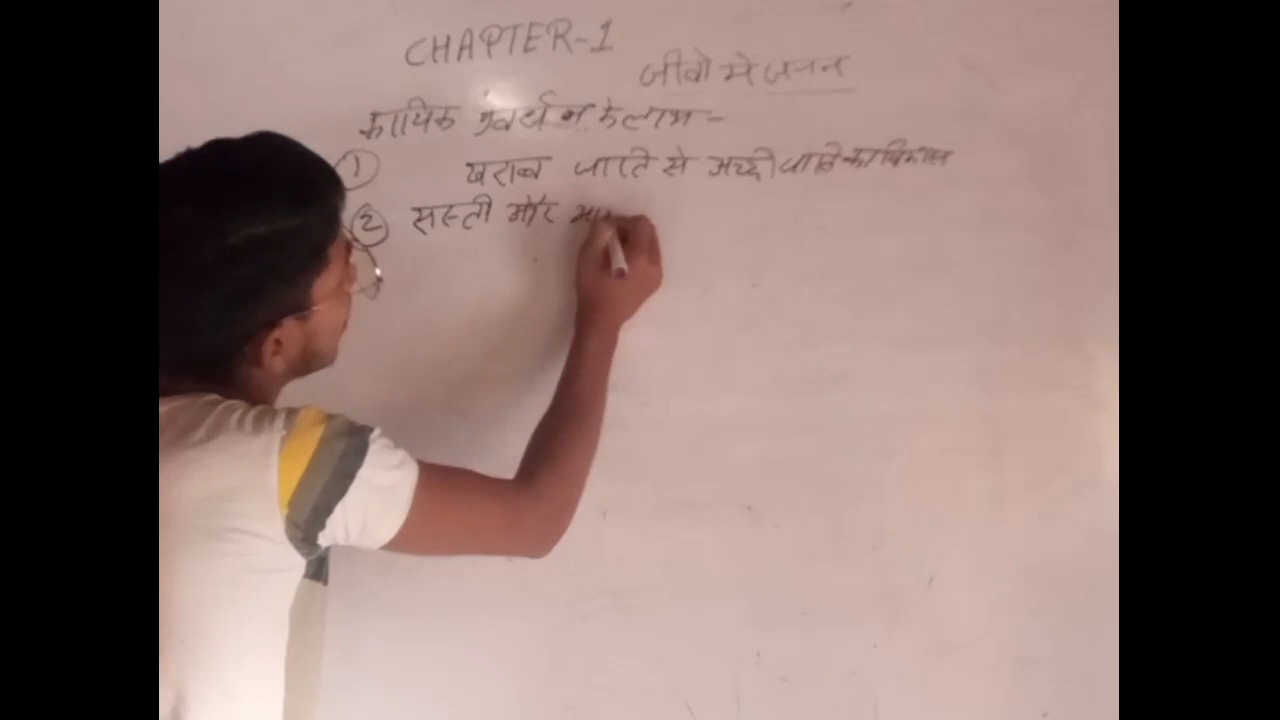 CHAPTER-1
जीवो मे जनन
कायिक प्रवर्धन के लाभ -
① खराब जाति से अच्छी जाति का विकास
② सस्ती और